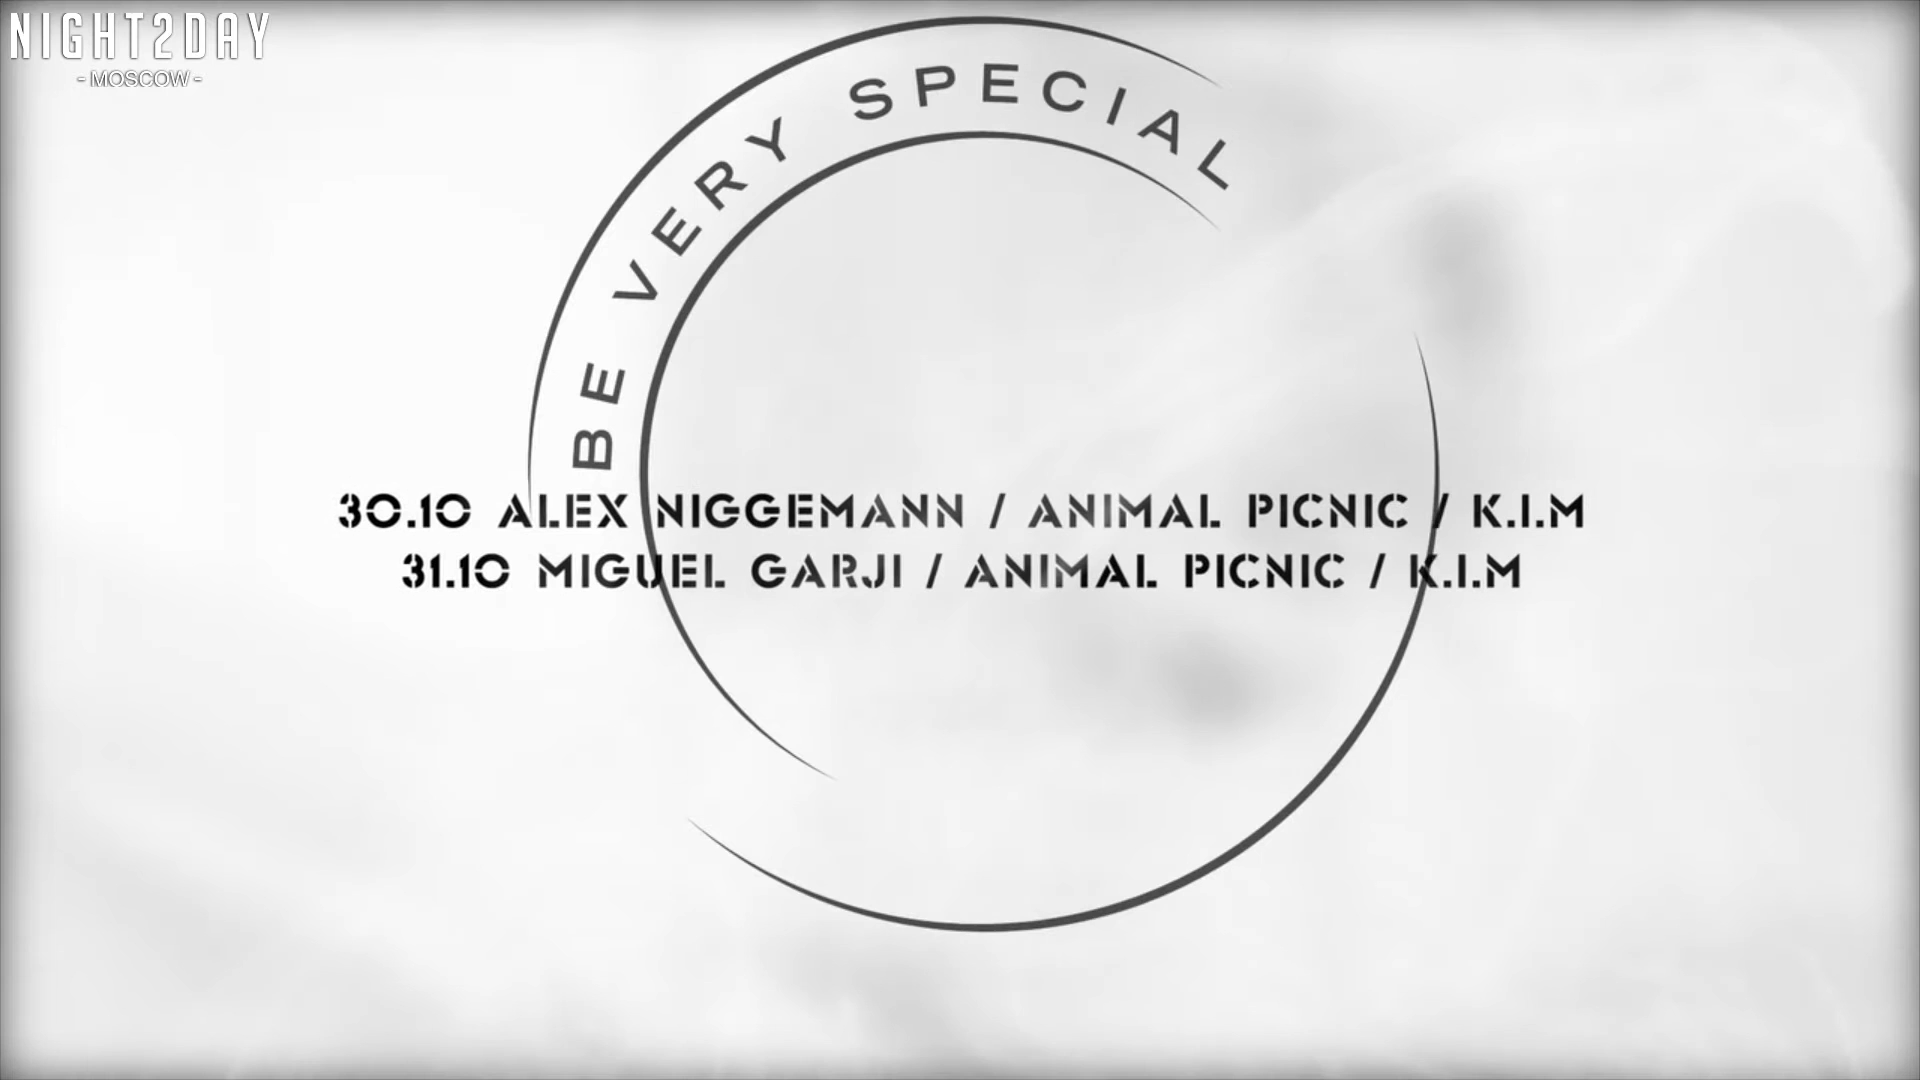 NIGHT2DAY
- MOSCOW -
BE VERY SPECIAL
30.10 ALEX NIGGEMANN / ANIMAL PICNIC / K.I.M
31.10 MIGUEL GARJI / ANIMAL PICNIC / K.I.M